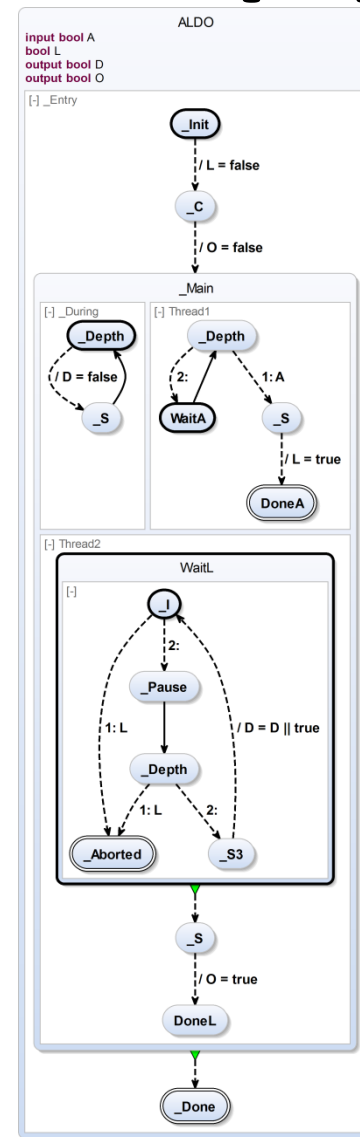 ALDO
input bool A
bool L
output bool D
output bool O
[-] _Entry
_Init
/ L = false
_C
/ O = false
_Main
[-] _During
_Depth
/ D = false
_S
[-] Thread1
_Depth
2:
1: A
WaitA
_S
/ L = true
DoneA
[-] Thread2
WaitL
[-]
_I
2:
_Pause
1: L
/ D = D || true
_Depth
1: L
2:
_Aborted
_S3
_S
/ O = true
DoneL
_Done